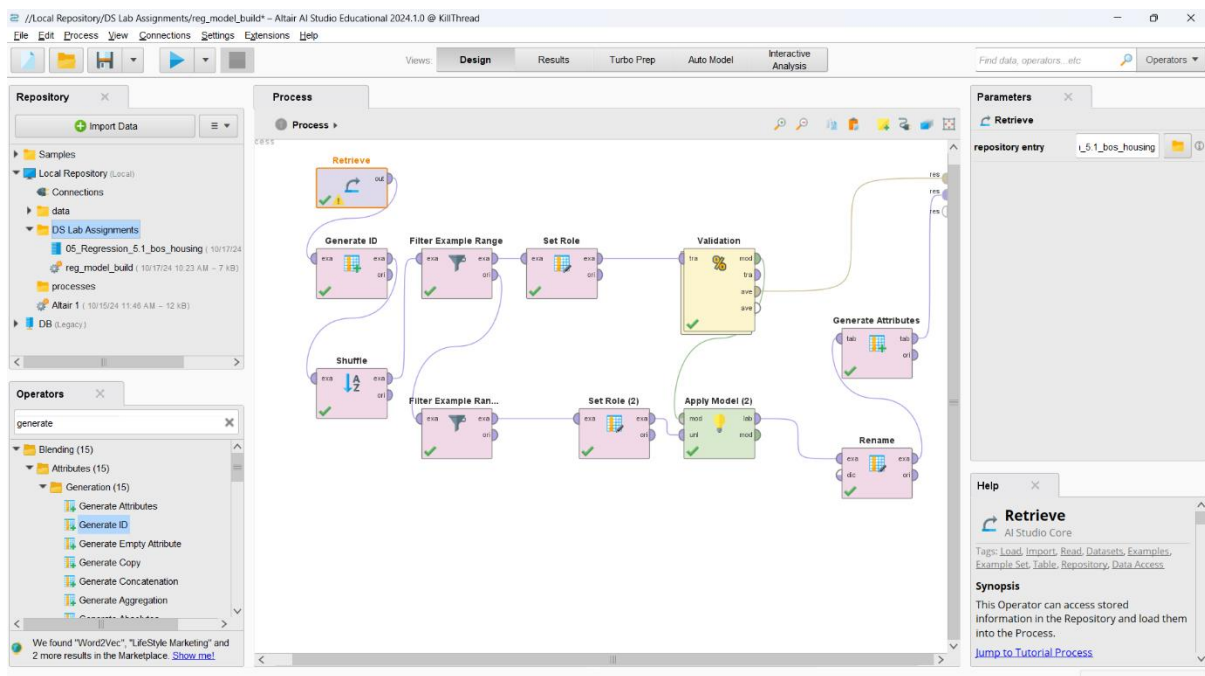 //Local Repository/DS Lab Assignments/reg_model_build* – Altair AI Studio Educational 2024.1.0 @ KillThread
File Edit Process View Connections Settings Extensions Help
Views: Design Results Turbo Prep Auto Model Interactive Analysis
Find data, operators...etc Operators
Repository
Import Data
Samples
Local Repository (Local)
Connections
data
DS Lab Assignments
05_Regression_5.1_bos_housing ( 10/17/24
reg_model_build ( 10/17/24 10:23 AM – 7 kB)
processes
Altair 1 ( 10/15/24 11:46 AM – 12 kB)
DB (Legacy)
Operators
generate
Blending (15)
Attributes (15)
Generation (15)
Generate Attributes
Generate ID
Generate Empty Attribute
Generate Copy
Generate Concatenation
Generate Aggregation
We found "Word2Vec", "LifeStyle Marketing" and
2 more results in the Marketplace. Show me!
Process
Process
cess
Retrieve
out
res
res
res
Generate ID
exa exa
ori
Filter Example Range
exa exa
ori
Set Role
exa exa
ori
Validation
tra mod
tra
ave
ave
Generate Attributes
tab tab
ori
Shuffle
exa exa
ori
Filter Example Ran...
exa exa
ori
Set Role (2)
exa exa
ori
Apply Model (2)
mod lab
unl mod
Rename
exa exa
dic ori
Parameters
Retrieve
repository entry
_5.1_bos_housing
Help
Retrieve
AI Studio Core
Tags: Load, Import, Read, Datasets, Examples,
Example Set, Table, Repository, Data Access
Synopsis
This Operator can access stored
information in the Repository and load them
into the Process.
Jump to Tutorial Process